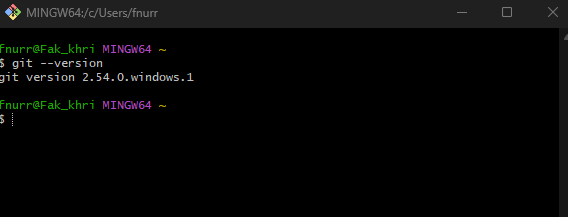 MINGW64:/c/Users/fnurr
fnurr@Fak_khri MINGW64 ~
$ git --version
git version 2.54.0.windows.1
fnurr@Fak_khri MINGW64 ~
$